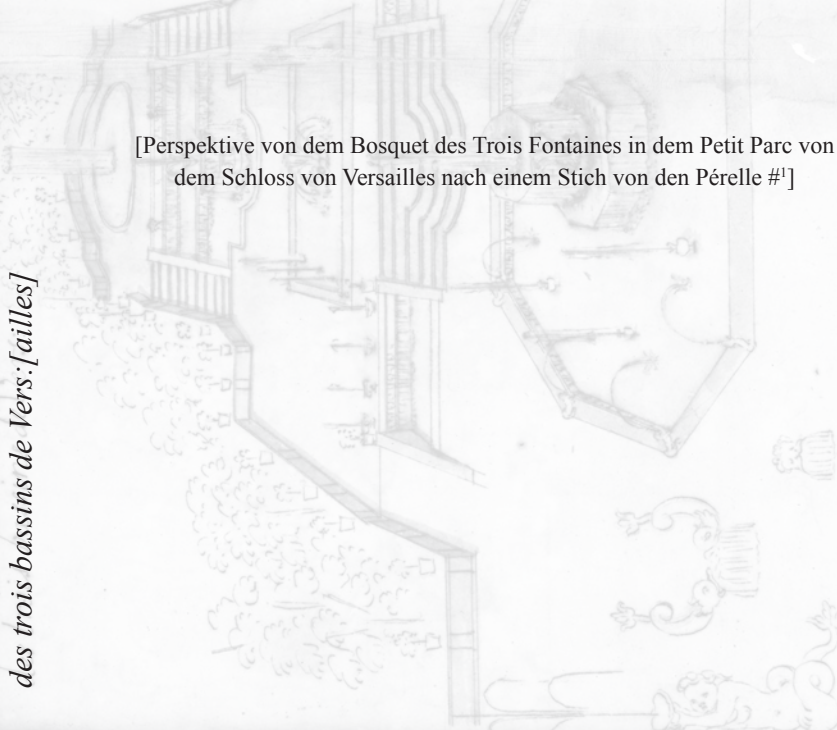 [Perspektive von dem Bosquet des Trois Fontaines in dem Petit Parc von
dem Schloss von Versailles nach einem Stich von den Pérelle #¹]
des trois bassins de Vers:[ailles]